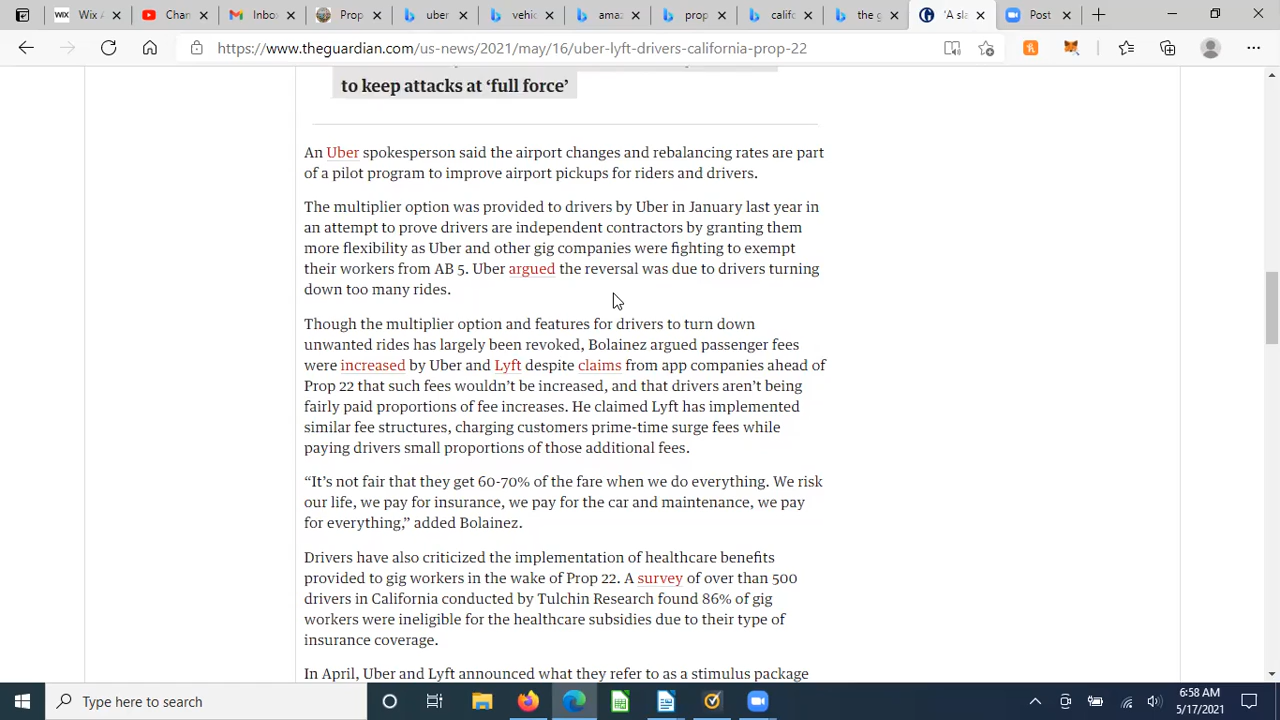 Wix A
Chan
Inbo
Prop
uber
vehic
amaz
prop
califo
the g
'A sla
Post
https://www.theguardian.com/us-news/2021/may/16/uber-lyft-drivers-california-prop-22
to keep attacks at ‘full force’
An Uber spokesperson said the airport changes and rebalancing rates are part
of a pilot program to improve airport pickups for riders and drivers.
The multiplier option was provided to drivers by Uber in January last year in
an attempt to prove drivers are independent contractors by granting them
more flexibility as Uber and other gig companies were fighting to exempt
their workers from AB 5. Uber argued the reversal was due to drivers turning
down too many rides.
Though the multiplier option and features for drivers to turn down
unwanted rides has largely been revoked, Bolainez argued passenger fees
were increased by Uber and Lyft despite claims from app companies ahead of
Prop 22 that such fees wouldn’t be increased, and that drivers aren’t being
fairly paid proportions of fee increases. He claimed Lyft has implemented
similar fee structures, charging customers prime-time surge fees while
paying drivers small proportions of those additional fees.
“It’s not fair that they get 60-70% of the fare when we do everything. We risk
our life, we pay for insurance, we pay for the car and maintenance, we pay
for everything,” added Bolainez.
Drivers have also criticized the implementation of healthcare benefits
provided to gig workers in the wake of Prop 22. A survey of over than 500
drivers in California conducted by Tulchin Research found 86% of gig
workers were ineligible for the healthcare subsidies due to their type of
insurance coverage.
In April, Uber and Lyft announced what they refer to as a stimulus package
Type here to search
6:58 AM
5/17/2021